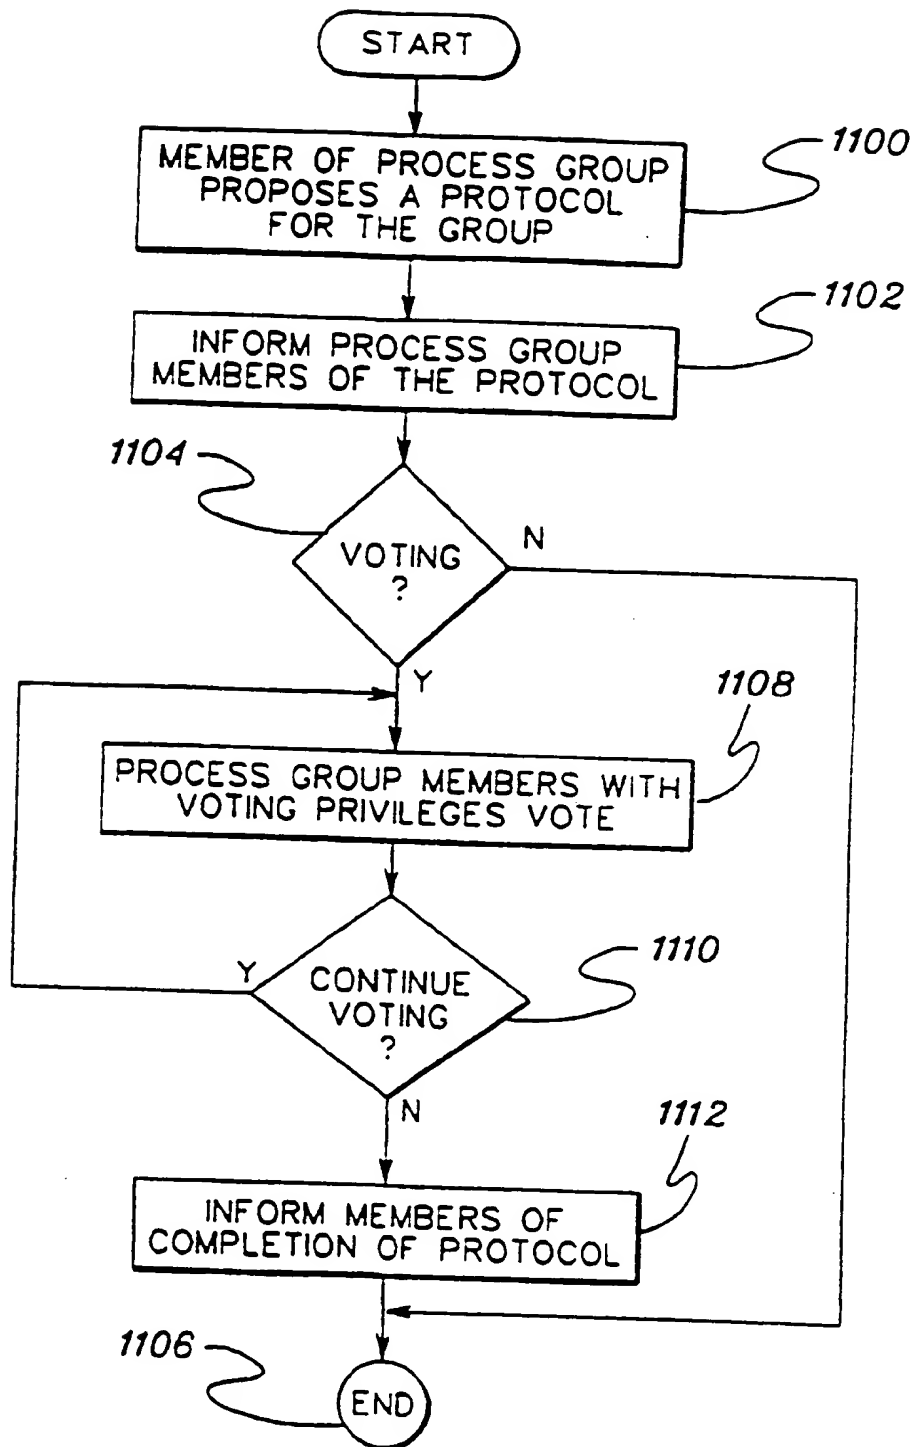 START
MEMBER OF PROCESS GROUP
PROPOSES A PROTOCOL
FOR THE GROUP
1100
INFORM PROCESS GROUP
MEMBERS OF THE PROTOCOL
1102
1104
VOTING
?
N
Y
1108
PROCESS GROUP MEMBERS WITH
VOTING PRIVILEGES VOTE
Y
CONTINUE
VOTING
?
1110
N
1112
INFORM MEMBERS OF
COMPLETION OF PROTOCOL
1106
END